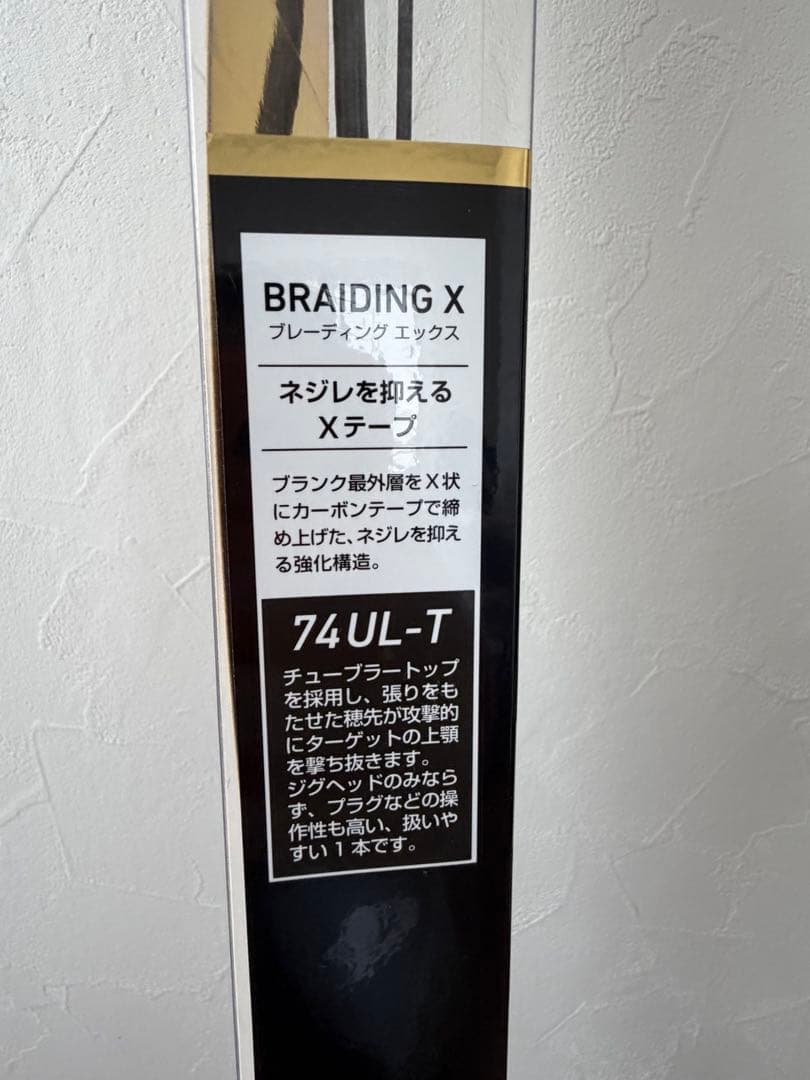 BRAIDING X
ブレーディング エックス
ネジレを抑える
Xテープ
ブランク最外層をX状
にカーボンテープで締
め上げた、ネジレを抑え
る強化構造。
74UL-T
チューブラートップ
を採用し、張りをも
たせた穂先が攻撃的
にターゲットの上顎
を撃ち抜きます。
ジグヘッドのみなら
ず、プラグなどの操
作性も高い、扱いや
すい1本です。